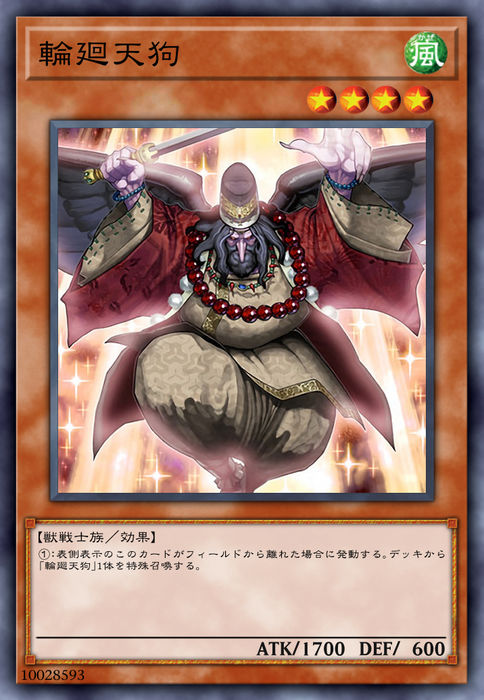 輪廻天狗
風
かぜ
【獣戦士族／効果】
①:表側表示のこのカードがフィールドから離れた場合に発動する。デッキから
「輪廻天狗」1体を特殊召喚する。
ATK/1700 DEF/ 600
10028593